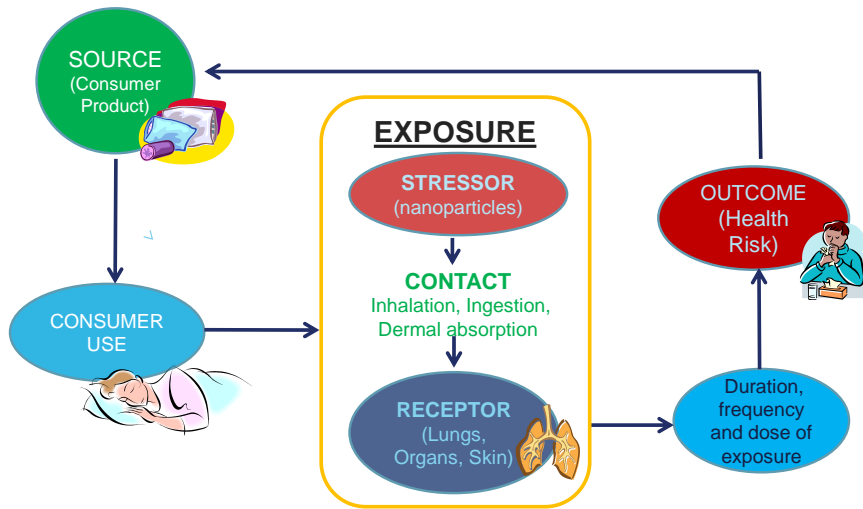 SOURCE
(Consumer
Product)
EXPOSURE
STRESSOR
(nanoparticles)
CONTACT
Inhalation, Ingestion,
Dermal absorption
RECEPTOR
(Lungs,
Organs, Skin)
CONSUMER
USE
OUTCOME
(Health
Risk)
Duration,
frequency
and dose of
exposure